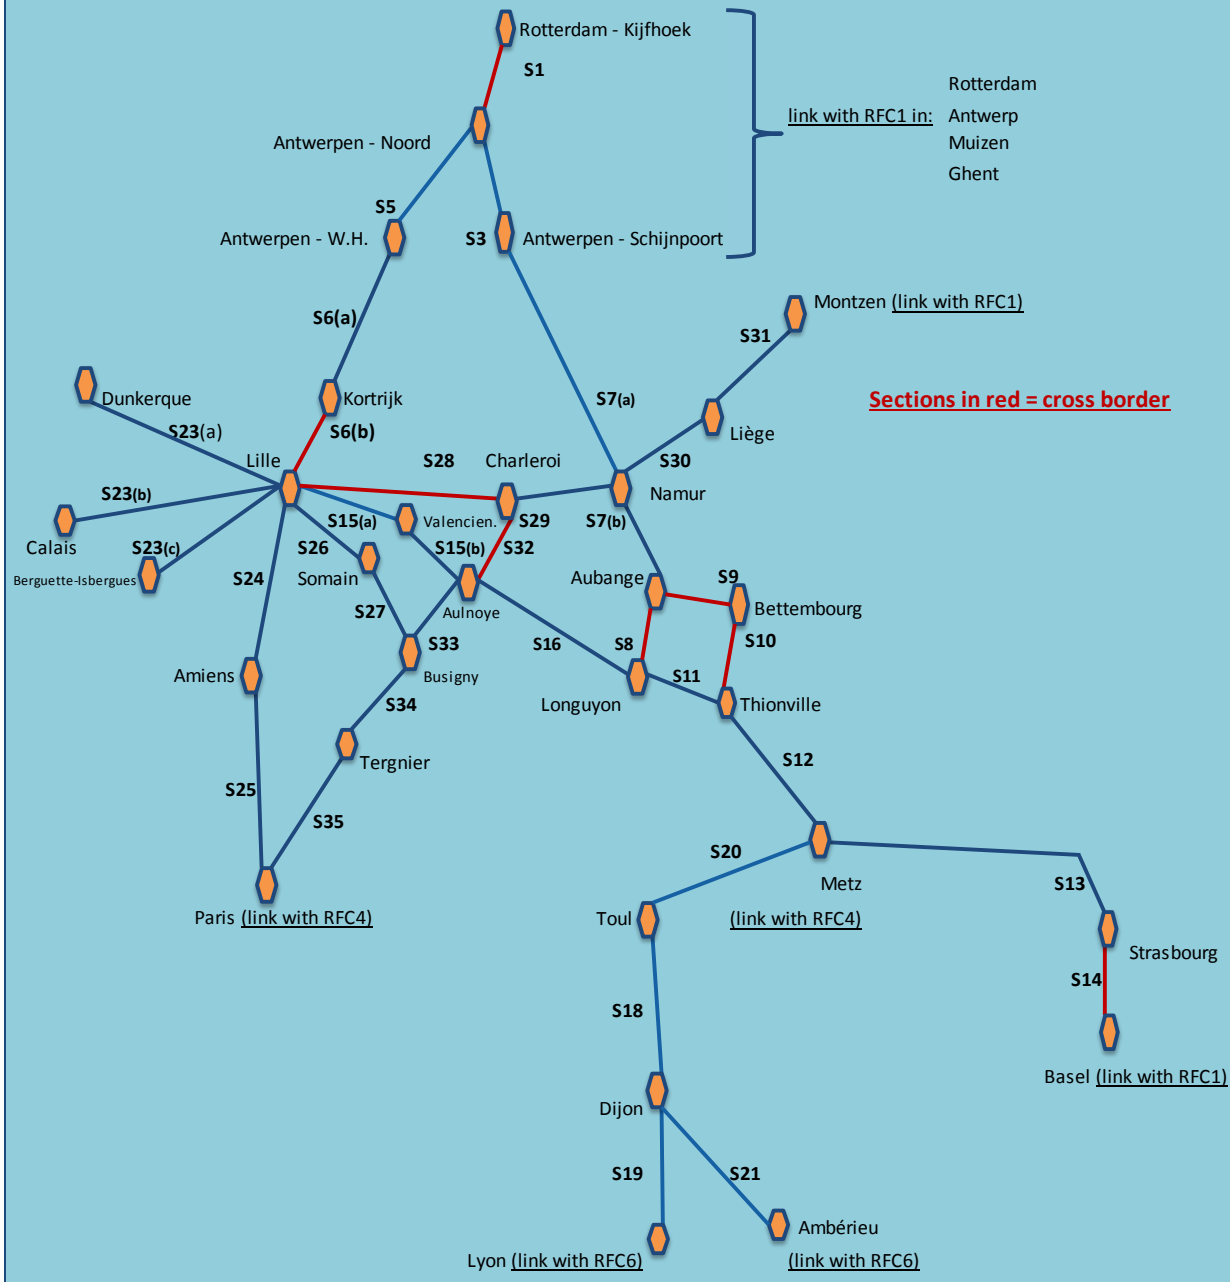 Rotterdam - Kijfhoek
S1
Rotterdam
link with RFC1 in: Antwerp
Muizen
Ghent
Antwerpen - Noord
S5
Antwerpen - W.H.
S3
Antwerpen - Schijnpoort
Montzen (link with RFC1)
S6(a)
S31
Dunkerque
Kortrijk
S7(a)
Sections in red = cross border
S23(a)
S6(b)
Liège
Lille
S28
Charleroi
S30
Namur
S23(b)
S15(a)
Valencien.
S29
S7(b)
Calais
S23(c)
S26
S15(b)
S32
Berguette-Isbergues
S24
Somain
Aubange
S9
Bettembourg
Aulnoye
S27
S33
S16
S8
S10
Amiens
Busigny
S11
Longuyon
Thionville
S34
Tergnier
S12
S25
S35
S20
Metz
S13
Paris (link with RFC4)
Toul
(link with RFC4)
Strasbourg
S14
S18
Basel (link with RFC1)
Dijon
S19
S21
Ambérieu
Lyon (link with RFC6)
(link with RFC6)